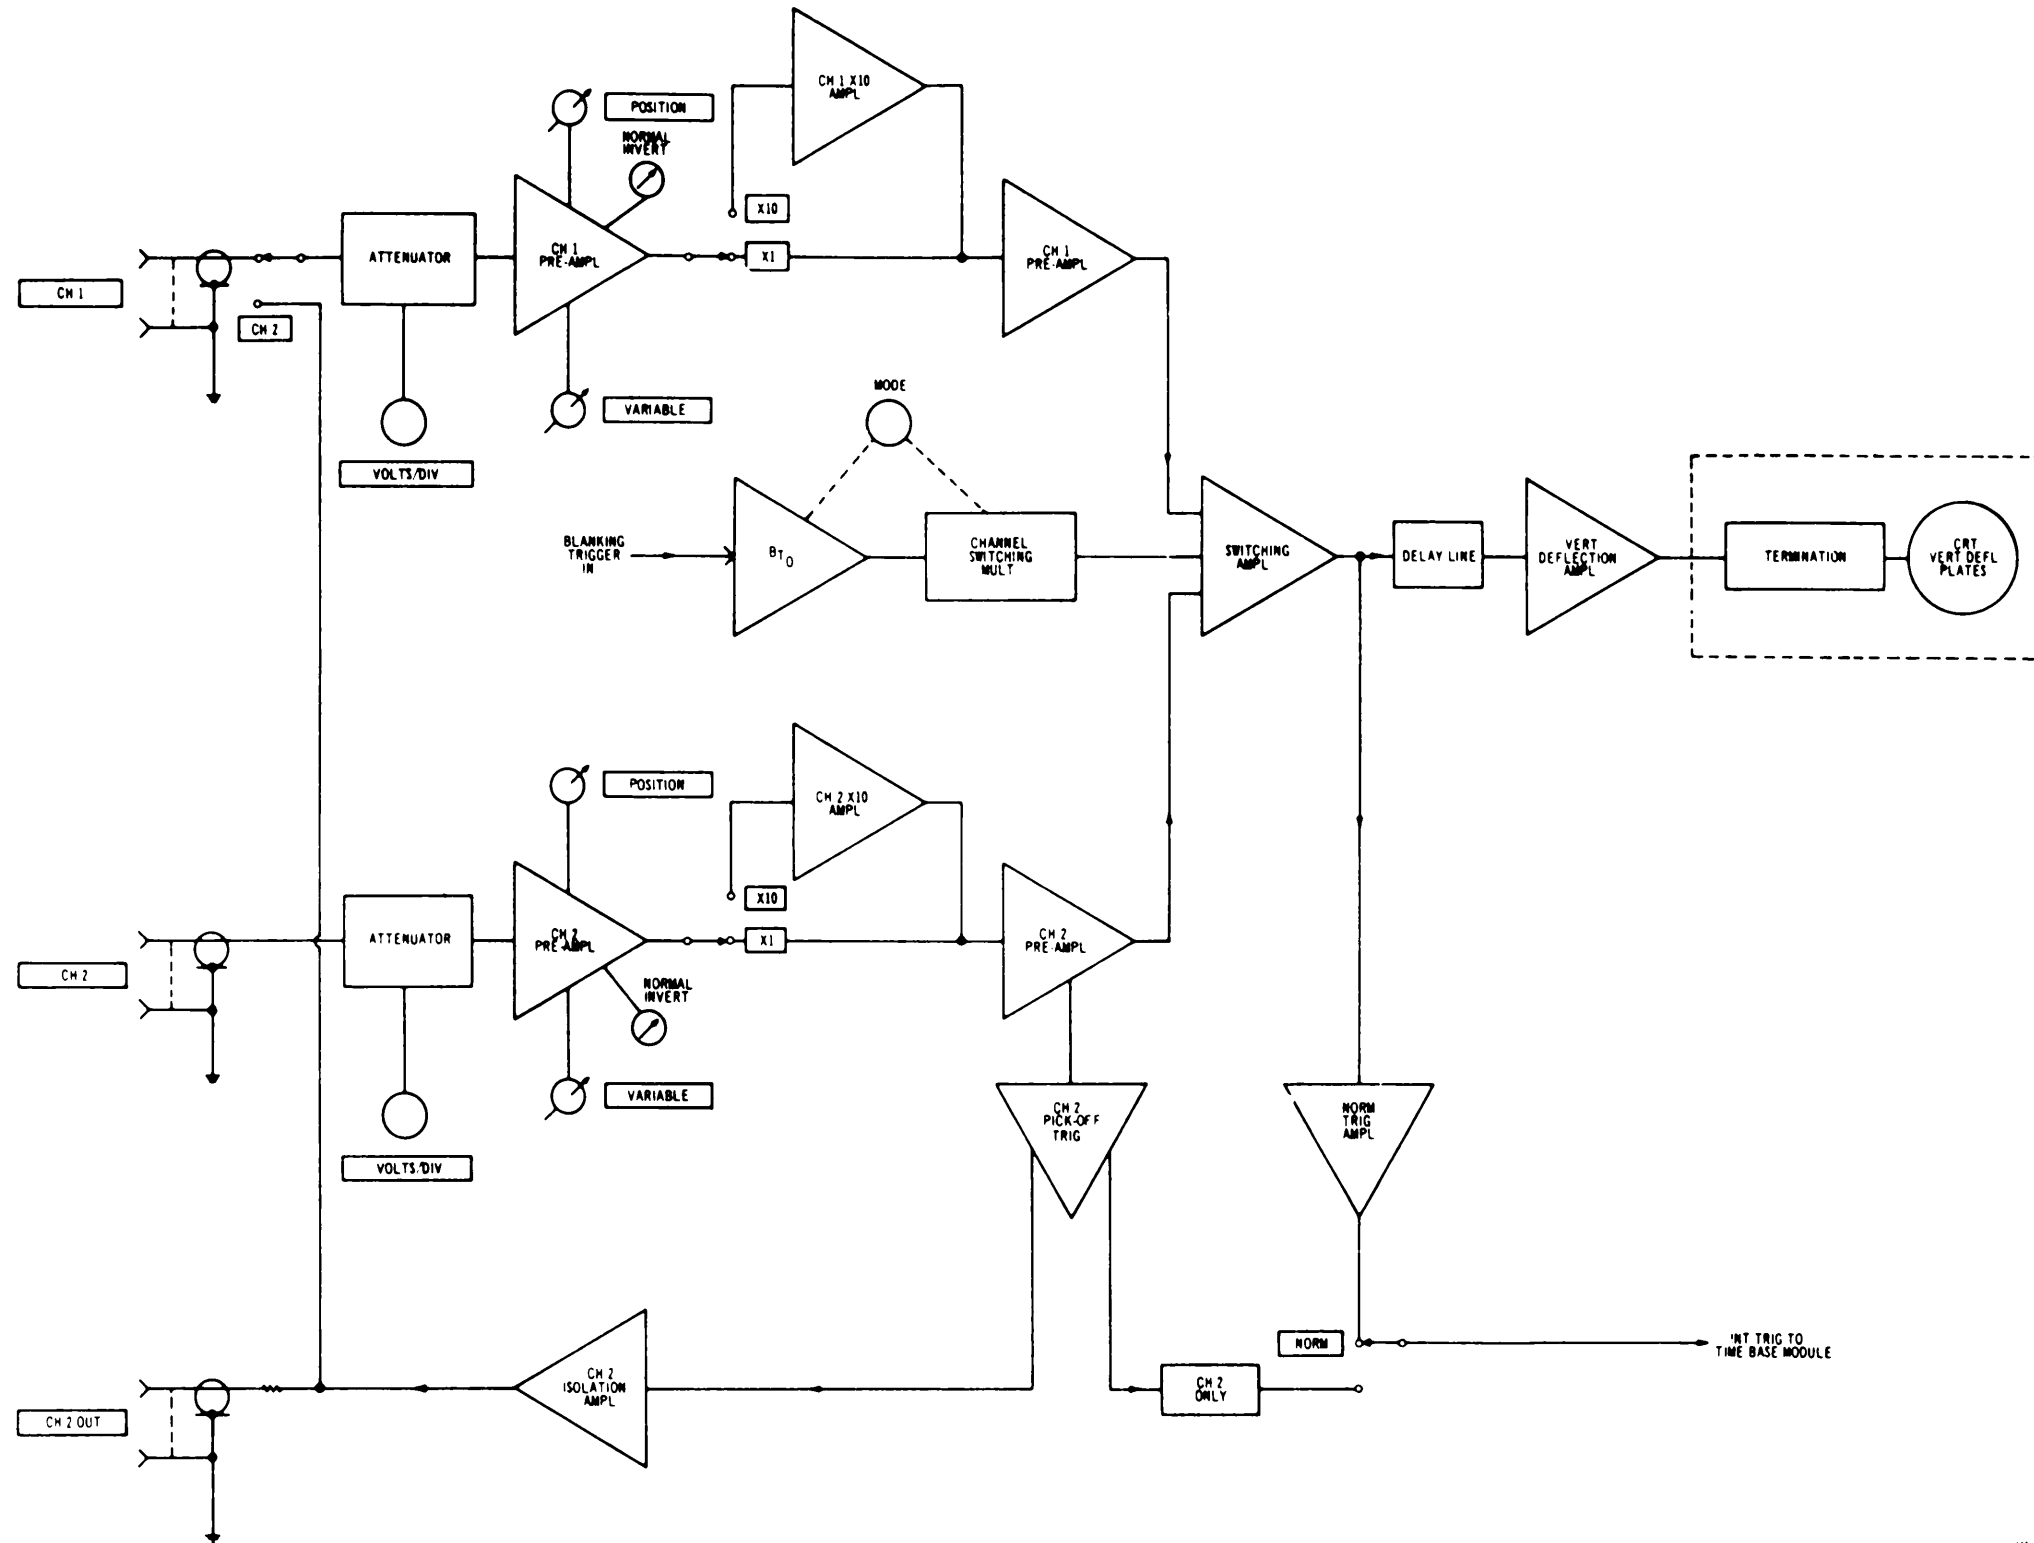 CH 1 X10
AMPL
POSITION
NORMAL
INVERT
X10
CH 1
PRE-AMPL
ATTENUATOR
X1
CH 1
PRE-AMPL
CH 1
CH 2
MODE
VARIABLE
VOLTS/DIV
BLANKING
TRIGGER
IN
BT0
CHANNEL
SWITCHING
MULT
SWITCHING
AMPL
DELAY LINE
VERT
DEFLECTION
AMPL
TERMINATION
CRT
VERT DEFL
PLATES
POSITION
CH 2 X10
AMPL
X10
ATTENUATOR
CH 2
PRE-AMPL
X1
CH 2
PRE-AMPL
CH 2
NORMAL
INVERT
VARIABLE
VOLTS/DIV
CH 2
PICK-OFF
TRIG
NORM
TRIG
AMPL
NORM
INT TRIG TO
TIME BASE MODULE
CH 2
ISOLATION
AMPL
CH 2
ONLY
CH 2 OUT